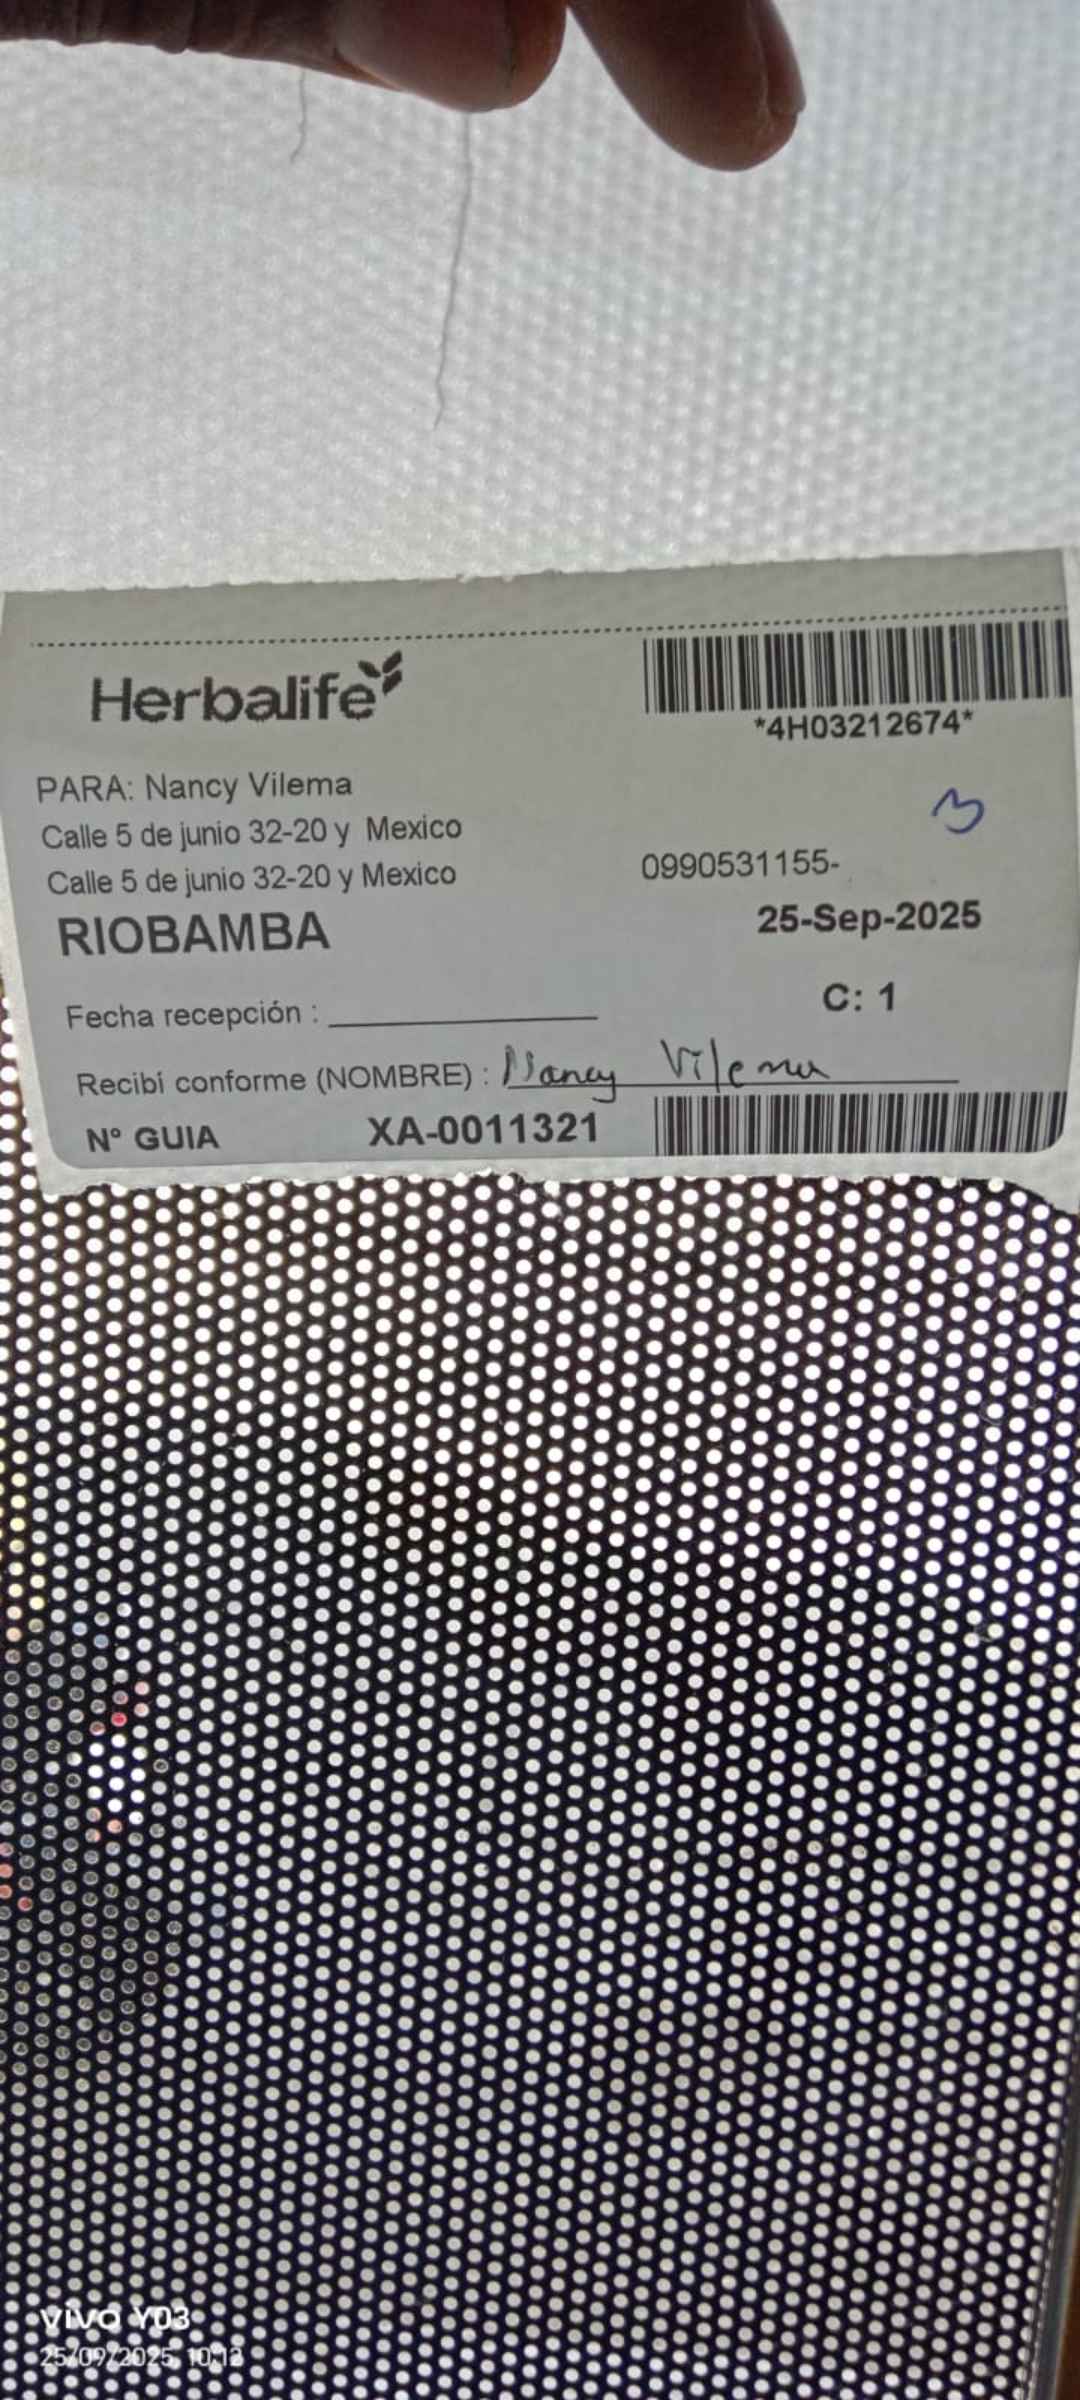 Herbalife
*4H03212674*
PARA: Nancy Vilema
Calle 5 de junio 32-20 y Mexico
Calle 5 de junio 32-20 y Mexico
0990531155-
RIOBAMBA
25-Sep-2025
C: 1
Fecha recepción :
Recibí conforme (NOMBRE) : Nancy Vilema
N° GUIA XA-0011321
vivo Y03
25/09/2025 10:13